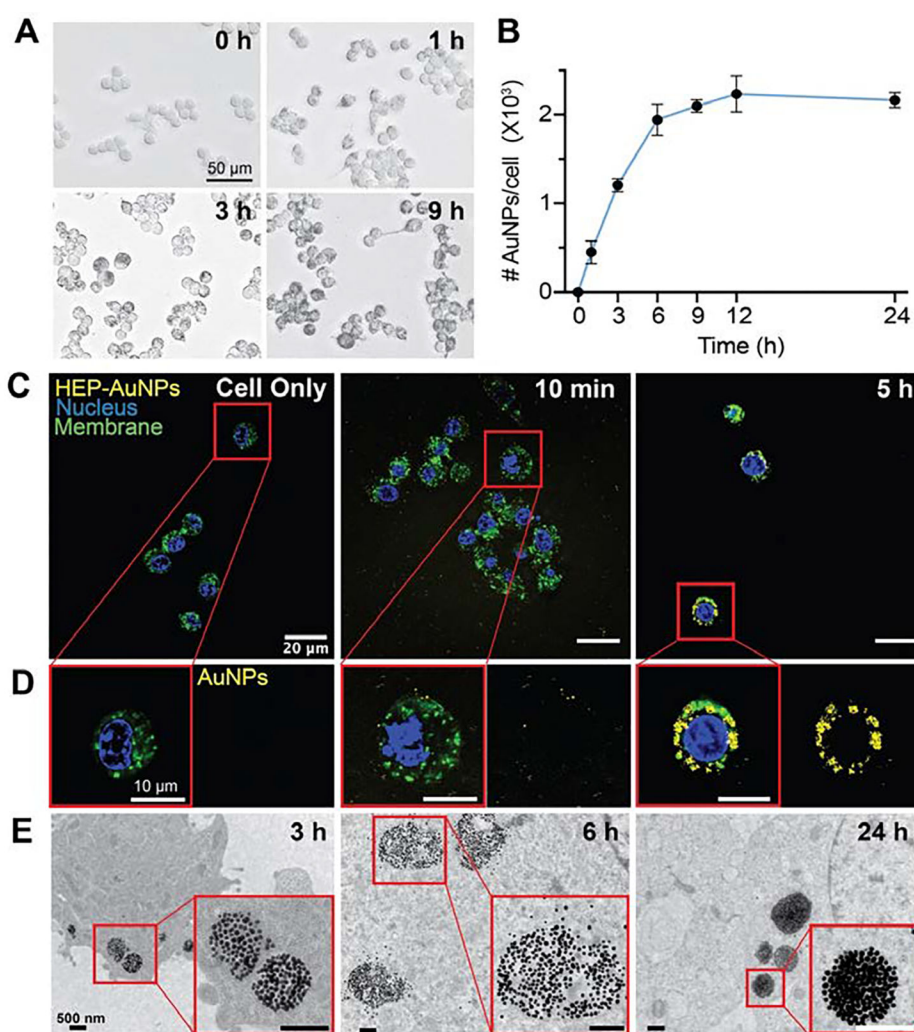 A
0 h
1 h
50 µm
3 h
9 h
B
# AuNPs/cell (X10³)
2
1
0
0 3 6 9 12 24
Time (h)
C
HEP-AuNPs
Nucleus
Membrane
Cell Only
10 min
5 h
20 µm
D
AuNPs
10 µm
E
3 h
6 h
24 h
500 nm